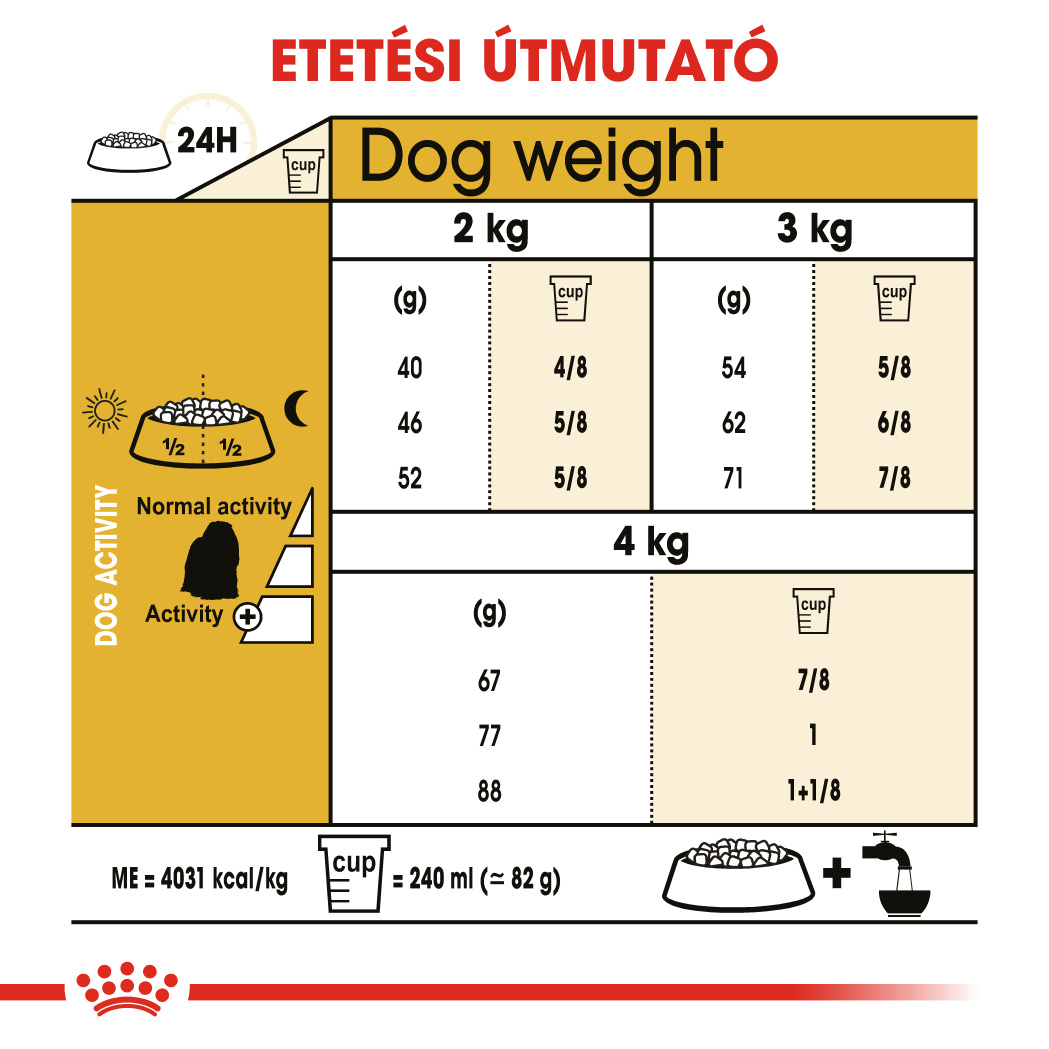 ETETÉSI ÚTMUTATÓ
24H
cup
Dog weight
2 kg 3 kg
(g) cup (g) cup
40 4/8 54 5/8
46 5/8 62 6/8
52 5/8 71 7/8
½ ½
DOG ACTIVITY
Normal activity
Activity +
4 kg
(g) cup
67 7/8
77 1
88 1+1/8
ME = 4031 kcal/kg cup = 240 ml (≃ 82 g) +